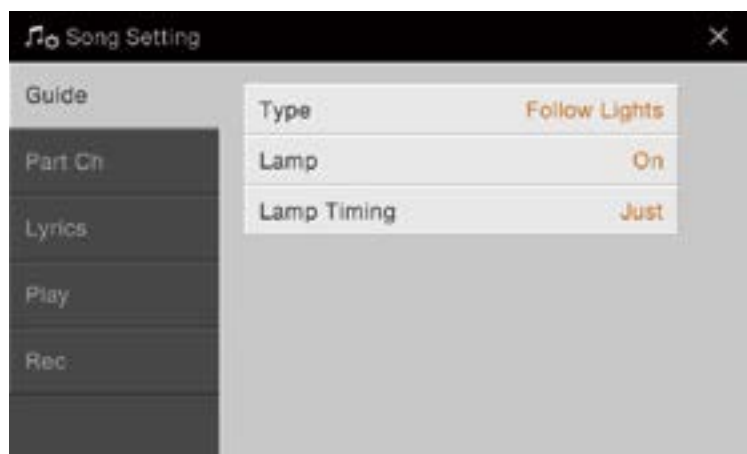 Song Setting
Guide
Type Follow Lights
Part Ch
Lamp On
Lyrics
Lamp Timing Just
Play
Rec